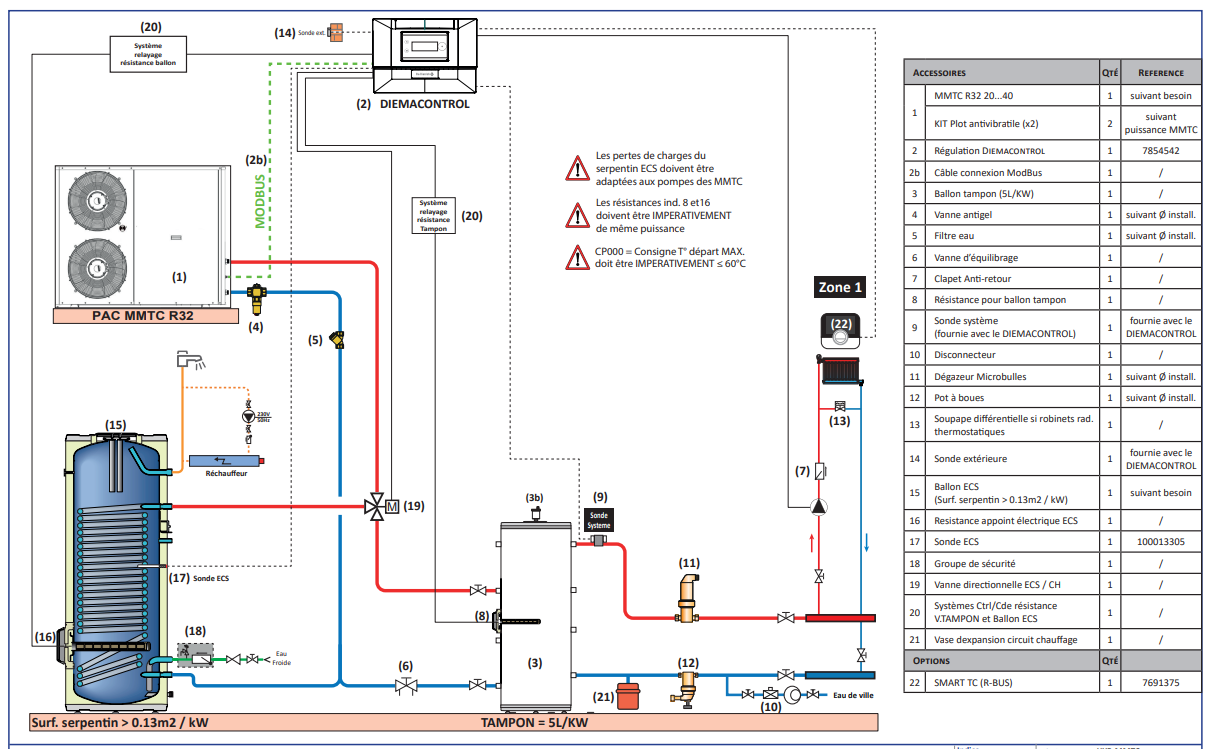 (20)
Système
relayage
résistance ballon
(14) Sonde ext.
(2) DIEMACONTROL
(2b)
MODBUS
(1)
PAC MMTC R32
(4)
(5)
Système
relayage
résistance
Tampon
(20)
Les pertes de charges du
serpentin ECS doivent être
adaptées aux pompes des MMTC
Les résistances ind. 8 et16
doivent être IMPERATIVEMENT
de même puissance
CP000 = Consigne T° départ MAX.
doit être IMPERATIVEMENT ≤ 60°C
Zone 1
(22)
(13)
(7)
230V
50Hz
Réchauffeur
(15)
M (19)
(3b)
(9)
Sonde
Systeme
(17) Sonde ECS
(11)
(8)
(16)
(18)
Eau
Froide
(3)
(6)
(12)
(21)
(10)
Eau de ville
Surf. serpentin > 0.13m2 / kW
TAMPON = 5L/KW
ACCESSOIRES QTÉ REFERENCE
1 MMTC R32 20...40 1 suivant besoin
KIT Plot antivibratile (x2) 2 suivant
puissance MMTC
2 Régulation DIEMACONTROL 1 7854542
2b Câble connexion ModBus 1 /
3 Ballon tampon (5L/KW) 1 /
4 Vanne antigel 1 suivant Ø install.
5 Filtre eau 1 suivant Ø install.
6 Vanne d'équilibrage 1 /
7 Clapet Anti-retour 1 /
8 Résistance pour ballon tampon 1 /
9 Sonde système
(fournie avec le DIEMACONTROL) 1 fournie avec le
DIEMACONTROL
10 Disconnecteur 1 /
11 Dégazeur Microbulles 1 suivant Ø install.
12 Pot à boues 1 suivant Ø install.
13 Soupape différentielle si robinets rad.
thermostatiques 1 /
14 Sonde extérieure 1 fournie avec le
DIEMACONTROL
15 Ballon ECS
(Surf. serpentin > 0.13m2 / kW) 1 suivant besoin
16 Resistance appoint électrique ECS 1 /
17 Sonde ECS 1 100013305
18 Groupe de sécurité 1 /
19 Vanne directionnelle ECS / CH 1 /
20 Systèmes Ctrl/Cde résistance
V.TAMPON et Ballon ECS 1 /
21 Vase dexpansion circuit chauffage 1 /
OPTIONS QTÉ
22 SMART TC (R-BUS) 1 7691375